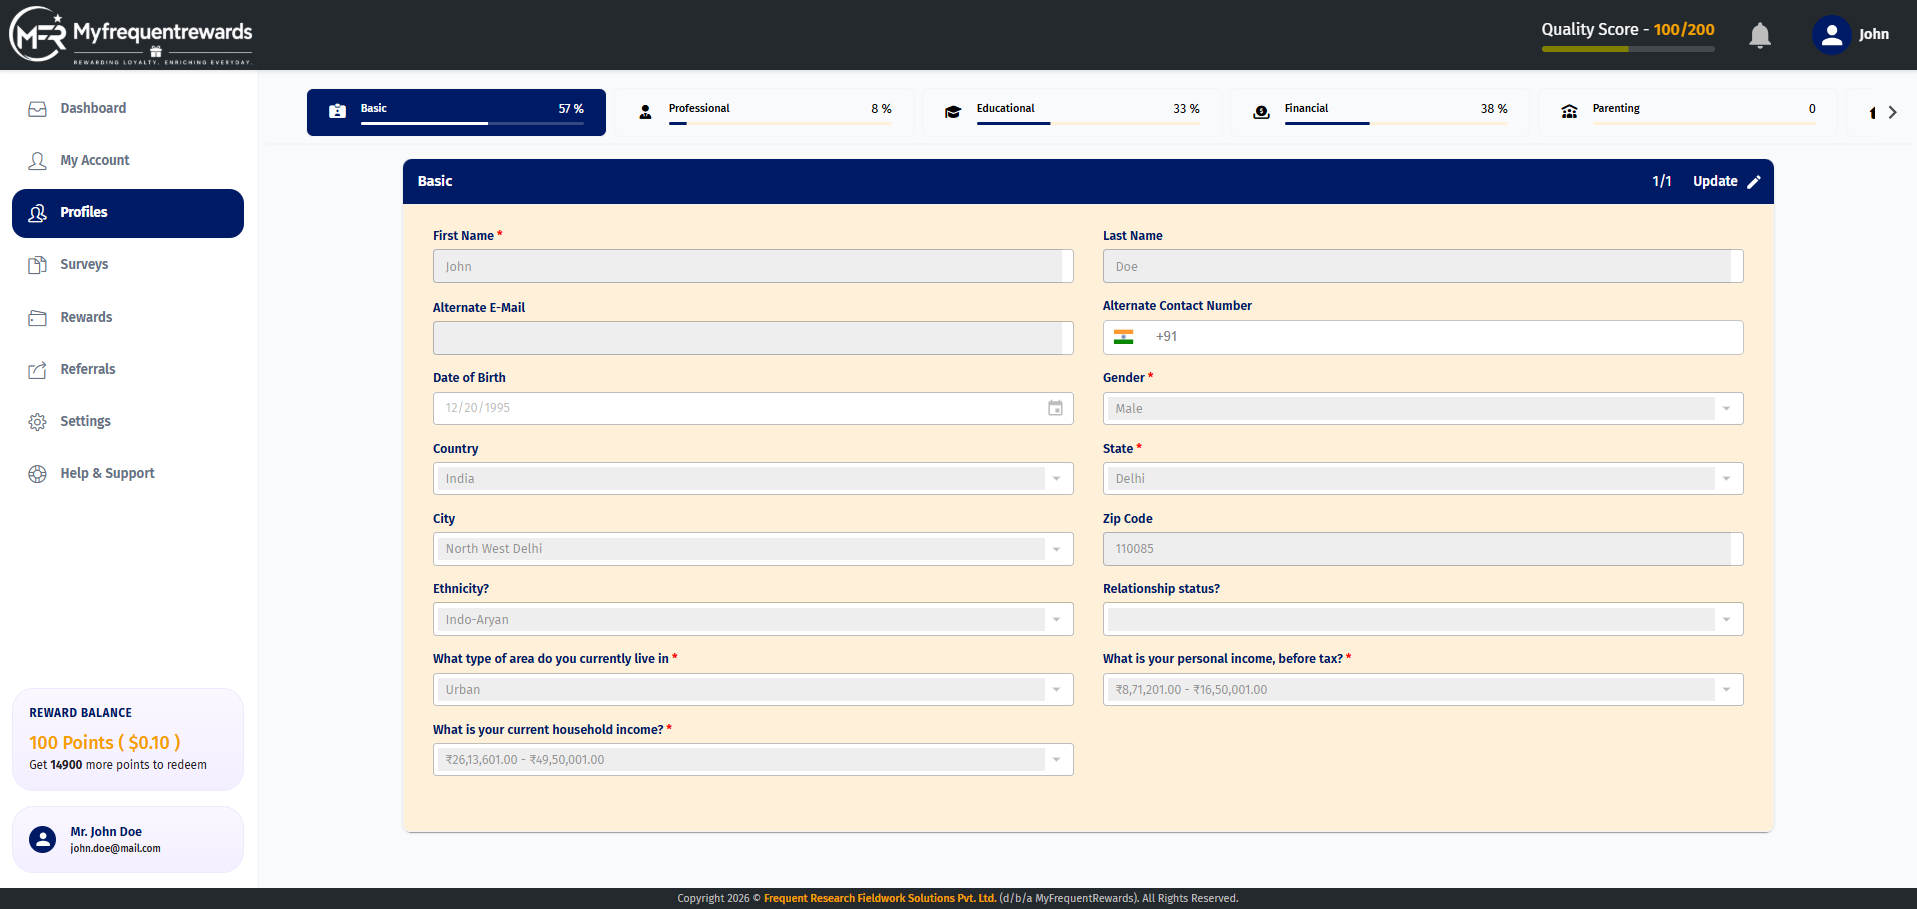 MFR Myfrequentrewards
REWARDING LOYALTY. ENRICHING EVERYDAY.
Quality Score - 100/200
John
Dashboard
My Account
Profiles
Surveys
Rewards
Referrals
Settings
Help & Support
REWARD BALANCE
100 Points ( $0.10 )
Get 14900 more points to redeem
Mr. John Doe
john.doe@mail.com
Basic 57 %
Professional 8 %
Educational 33 %
Financial 38 %
Parenting 0
Basic 1/1 Update
First Name *
John
Last Name
Doe
Alternate E-Mail
Alternate Contact Number
+91
Date of Birth
12/20/1995
Gender *
Male
Country
India
State *
Delhi
City
North West Delhi
Zip Code
110085
Ethnicity?
Indo-Aryan
Relationship status?
What type of area do you currently live in *
Urban
What is your personal income, before tax? *
₹8,71,201.00 - ₹16,50,001.00
What is your current household income? *
₹26,13,601.00 - ₹49,50,001.00
Copyright 2026 © Frequent Research Fieldwork Solutions Pvt. Ltd. (d/b/a MyFrequentRewards). All Rights Reserved.